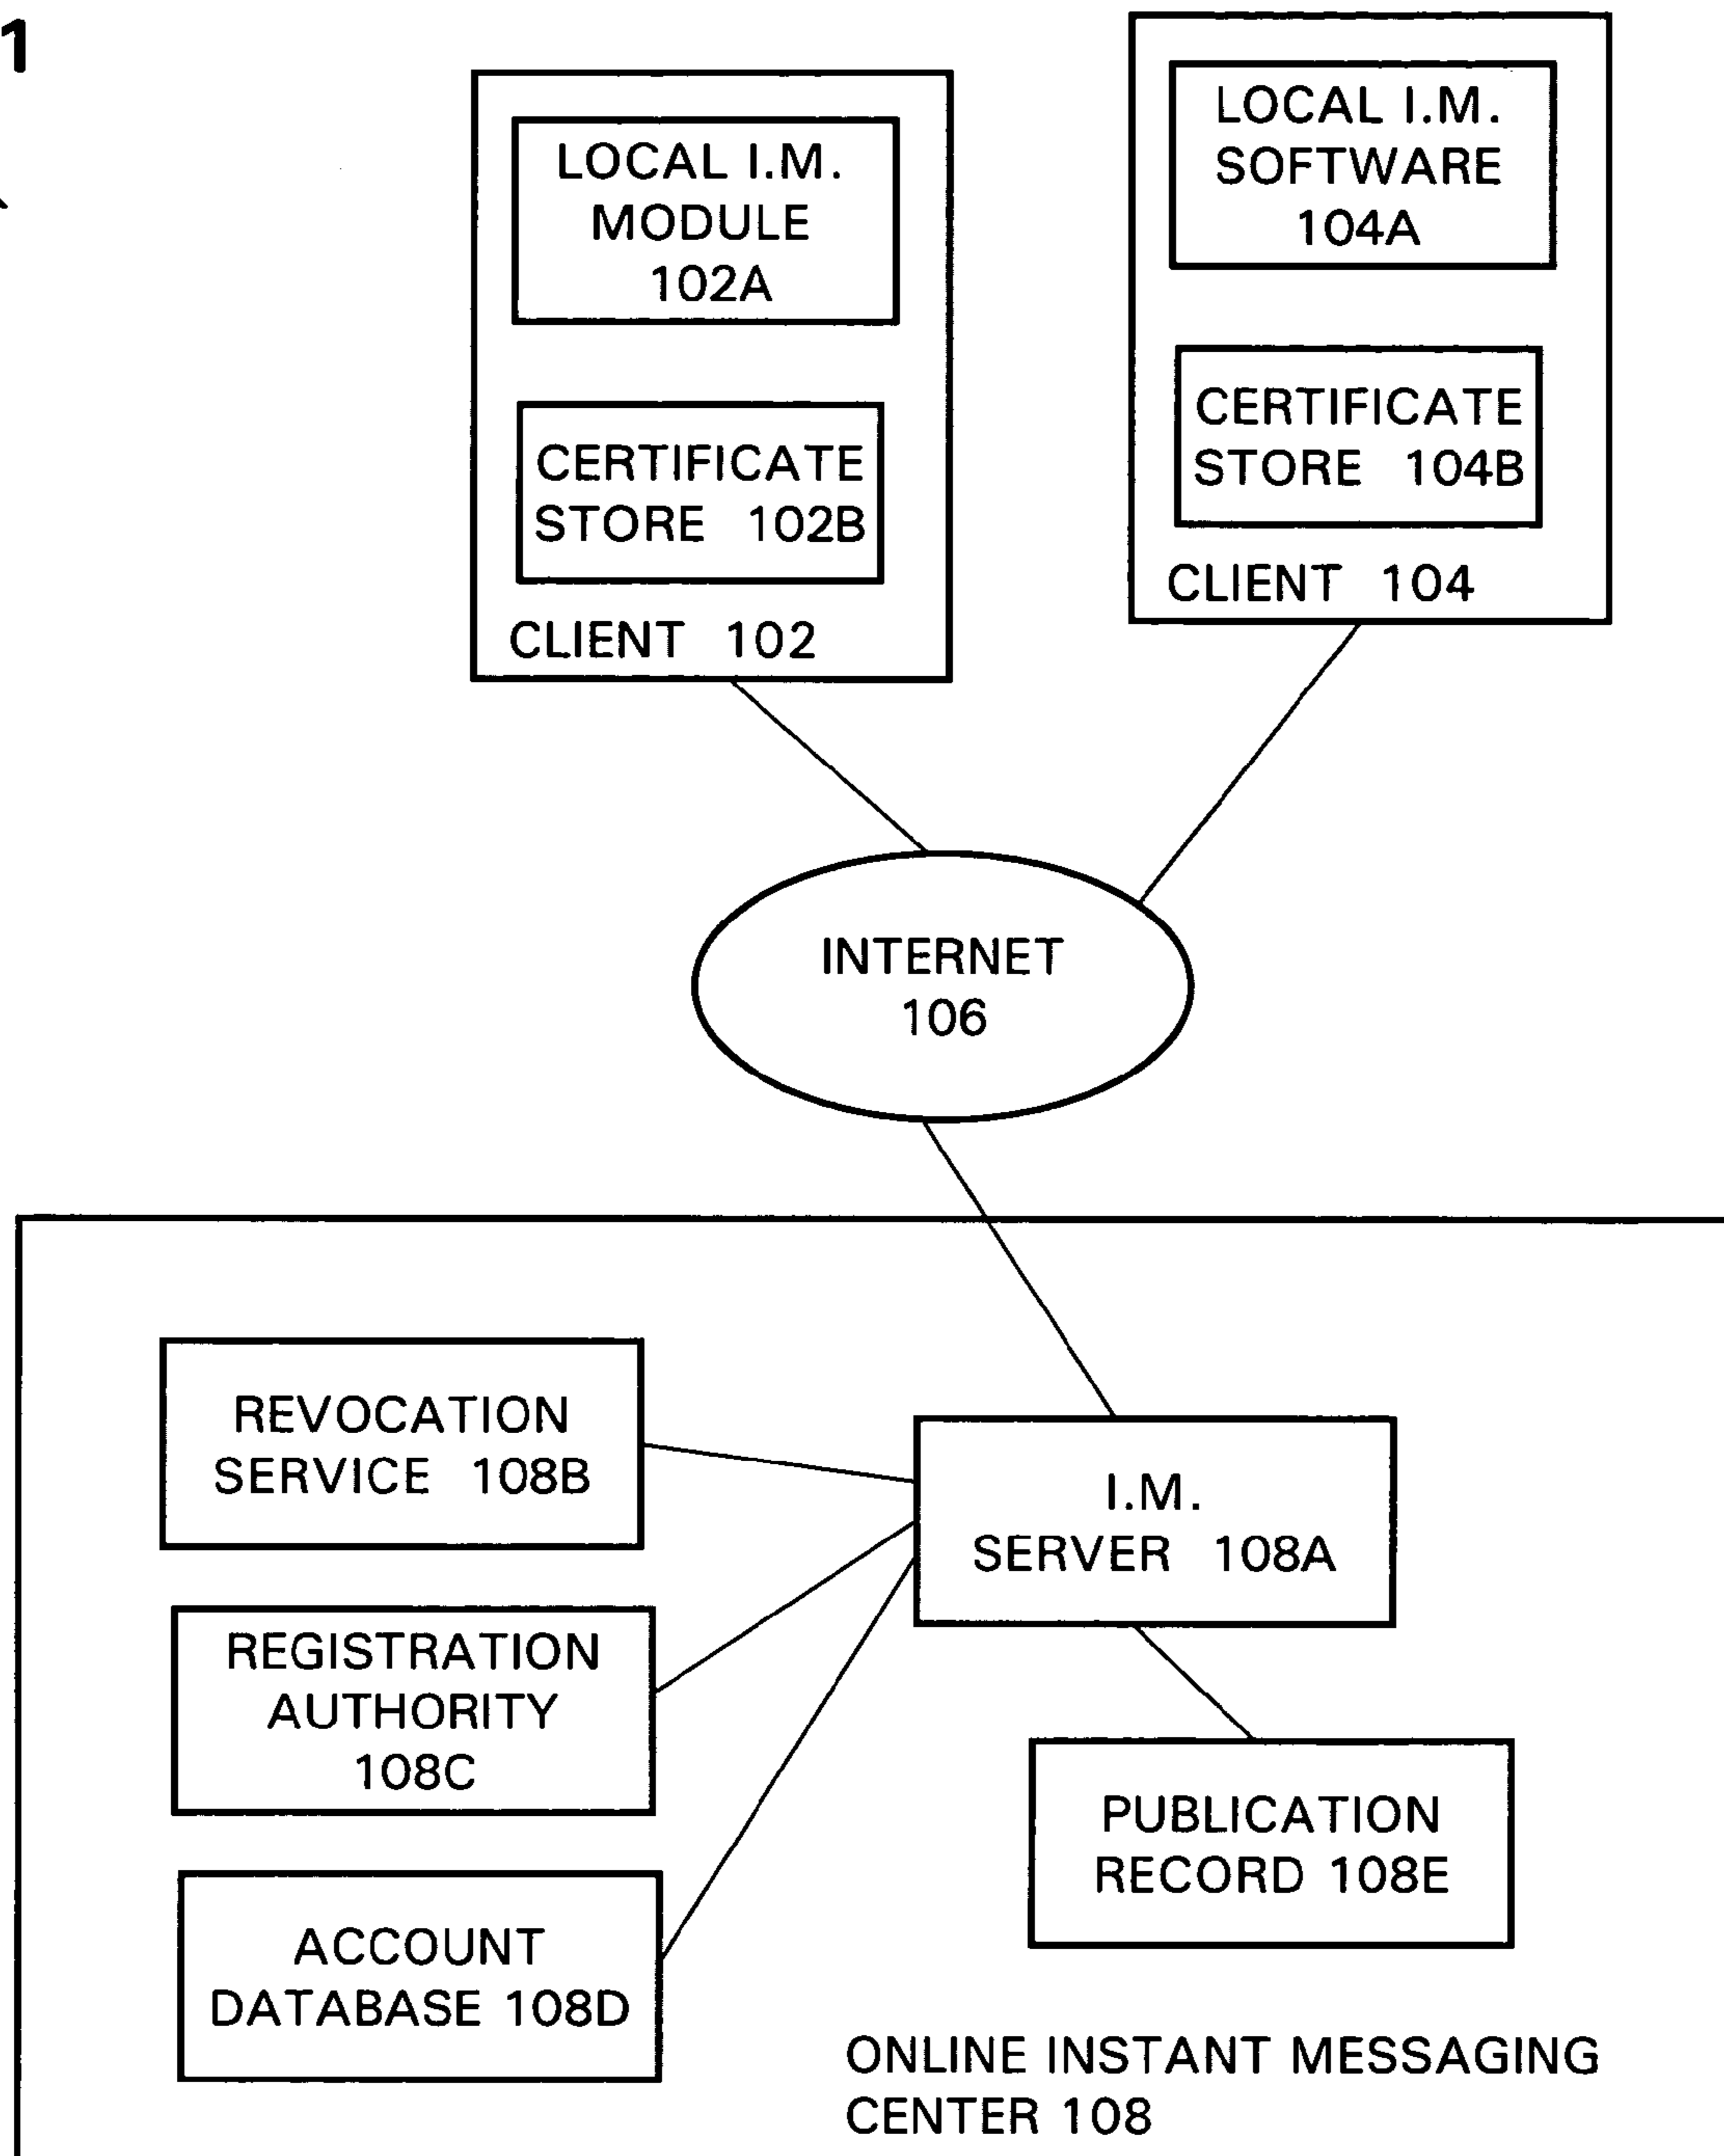 1
LOCAL I.M.
MODULE
102A
CERTIFICATE
STORE 102B
CLIENT 102
LOCAL I.M.
SOFTWARE
104A
CERTIFICATE
STORE 104B
CLIENT 104
INTERNET
106
REVOCATION
SERVICE 108B
I.M.
SERVER 108A
REGISTRATION
AUTHORITY
108C
PUBLICATION
RECORD 108E
ACCOUNT
DATABASE 108D
ONLINE INSTANT MESSAGING
CENTER 108